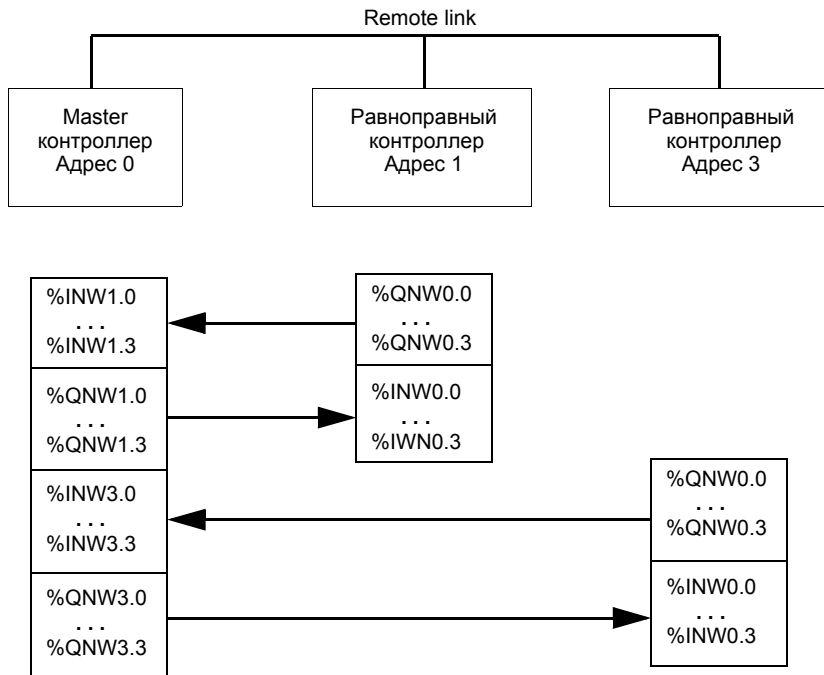 Remote link
Master
контроллер
Адрес 0
Равноправный
контроллер
Адрес 1
Равноправный
контроллер
Адрес 3
%INW1.0
. . .
%INW1.3
%QNW1.0
. . .
%QNW1.3
%INW3.0
. . .
%INW3.3
%QNW3.0
. . .
%QNW3.3
%QNW0.0
. . .
%QNW0.3
%INW0.0
. . .
%IWN0.3
%QNW0.0
. . .
%QNW0.3
%INW0.0
. . .
%INW0.3